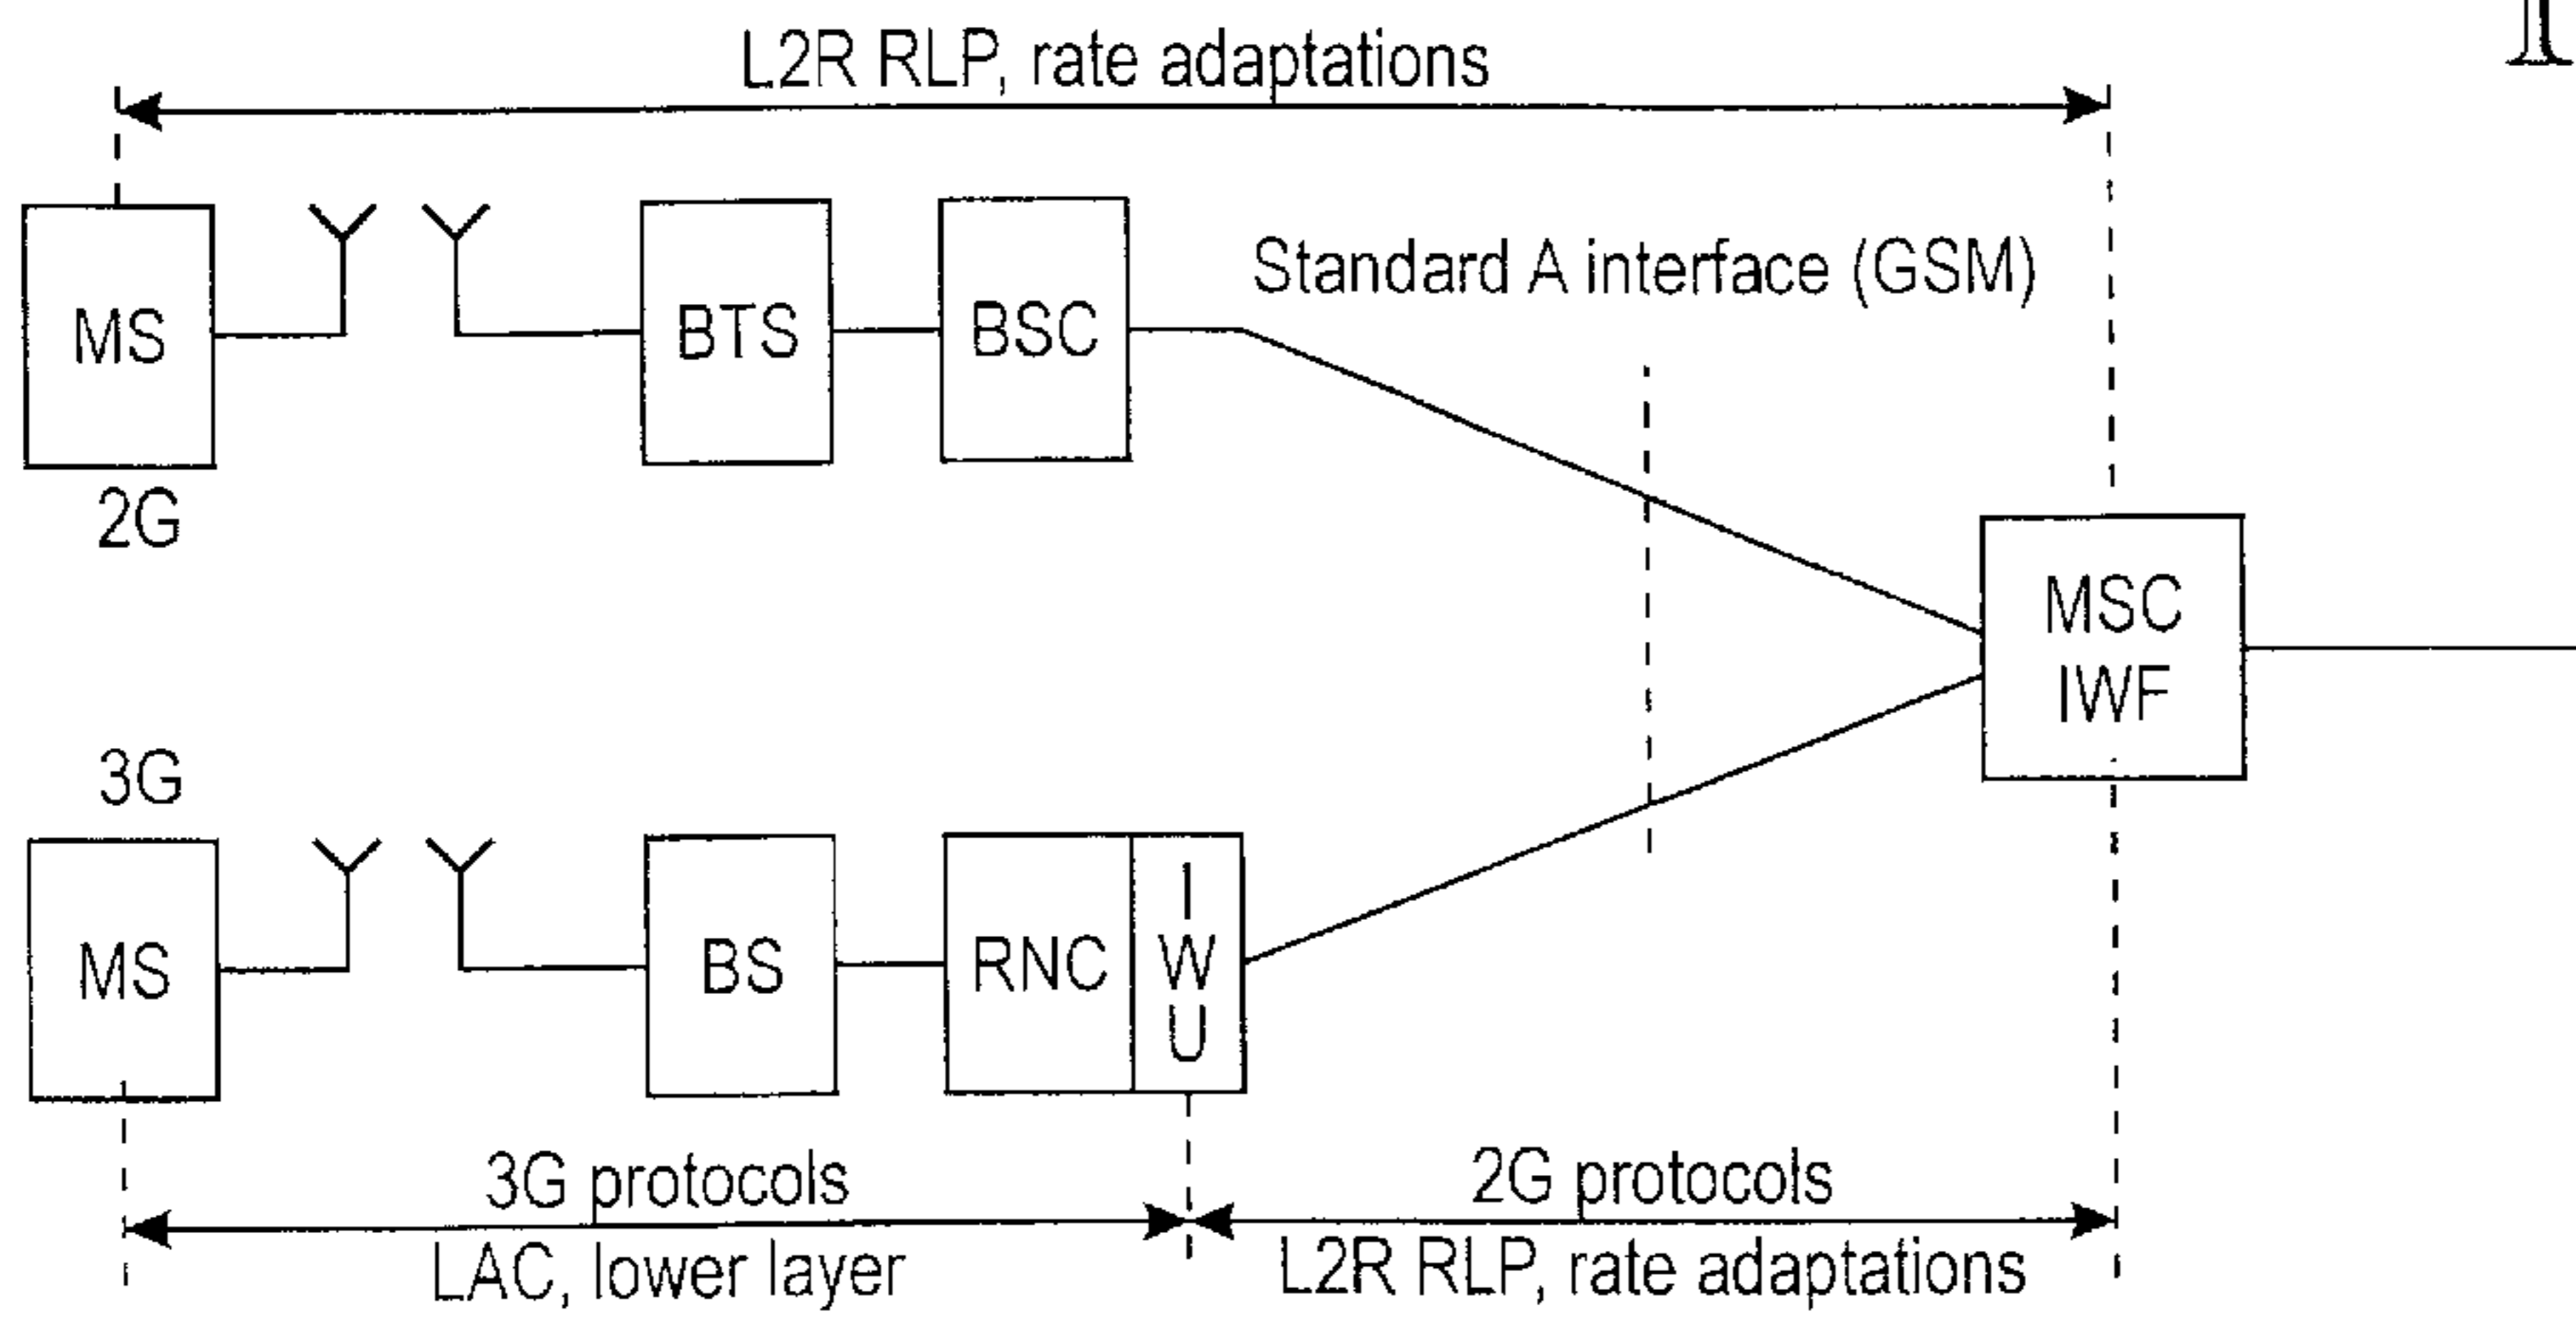 L2R RLP, rate adaptations
Standard A interface (GSM)
MS
BTS
BSC
2G
MSC
IWF
3G
MS
BS
RNC
I
W
U
3G protocols
2G protocols
LAC, lower layer
L2R RLP, rate adaptations